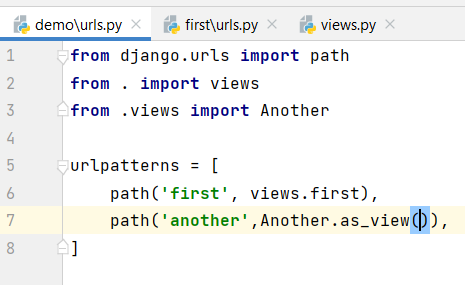 demo\urls.py first\urls.py views.py
1 from django.urls import path
2 from . import views
3 from .views import Another
4
5 urlpatterns = [
6     path('first', views.first),
7     path('another',Another.as_view()),
8 ]